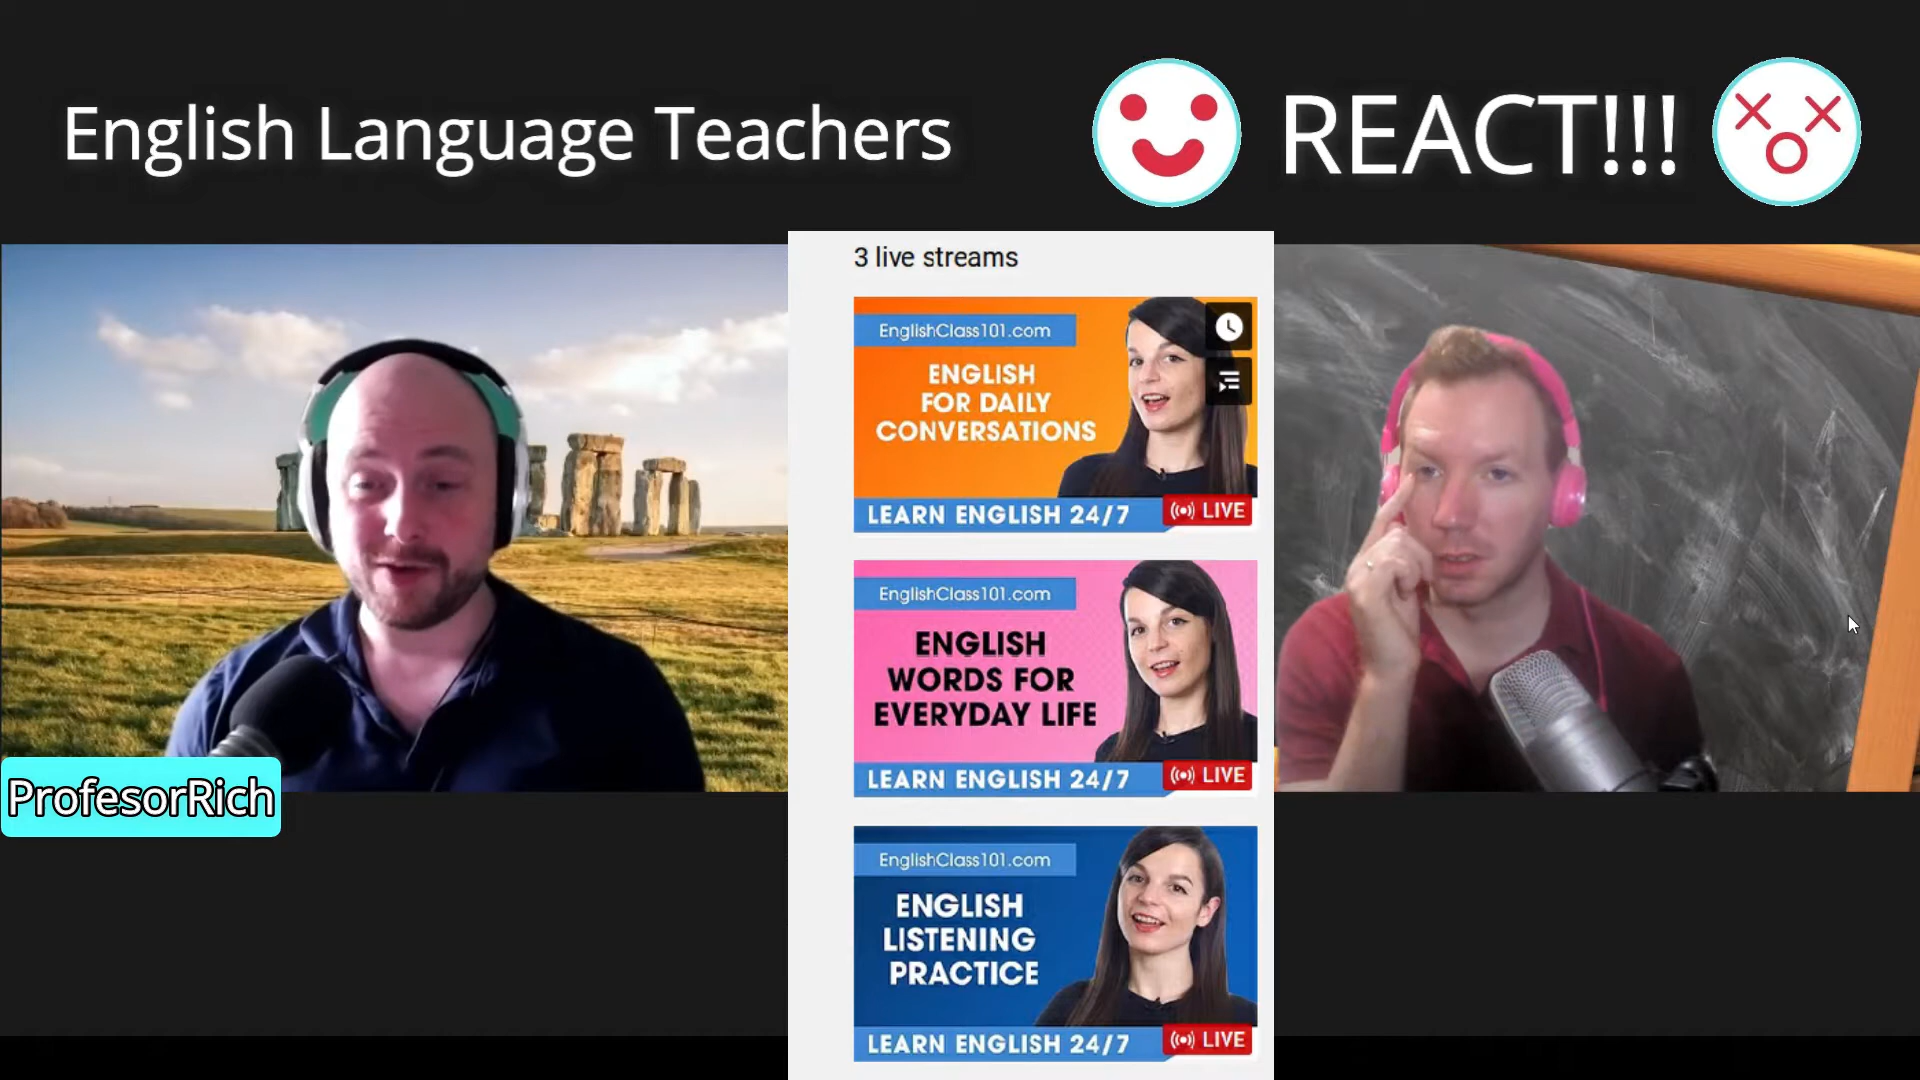 English Language Teachers
REACT!!!
3 live streams
EnglishClass101.com
ENGLISH
FOR DAILY
CONVERSATIONS
LEARN ENGLISH 24/7
LIVE
EnglishClass101.com
ENGLISH
WORDS FOR
EVERYDAY LIFE
LEARN ENGLISH 24/7
LIVE
ProfesorRich
EnglishClass101.com
ENGLISH
LISTENING
PRACTICE
LEARN ENGLISH 24/7
LIVE